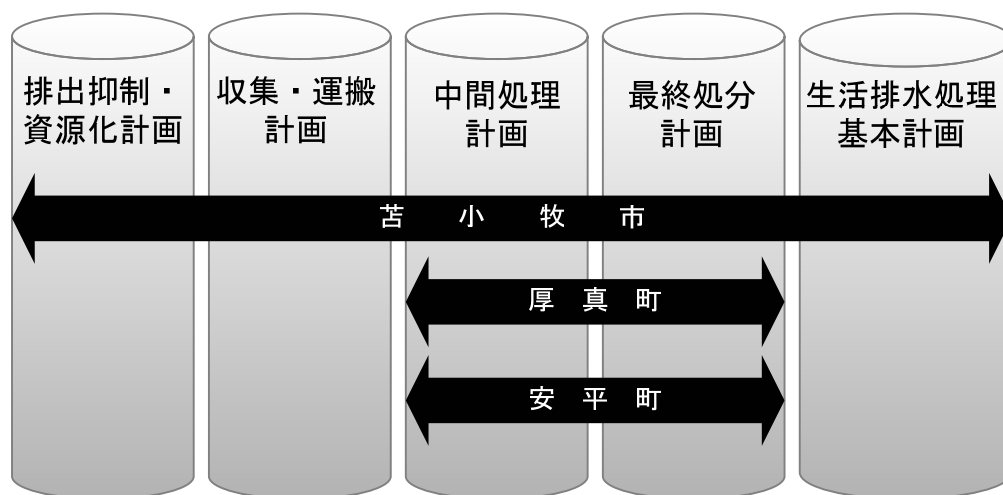 排出抑制・
資源化計画
収集・運搬
計画
中間処理
計画
最終処分
計画
生活排水処理
基本計画
苫小牧市
厚真町
安平町